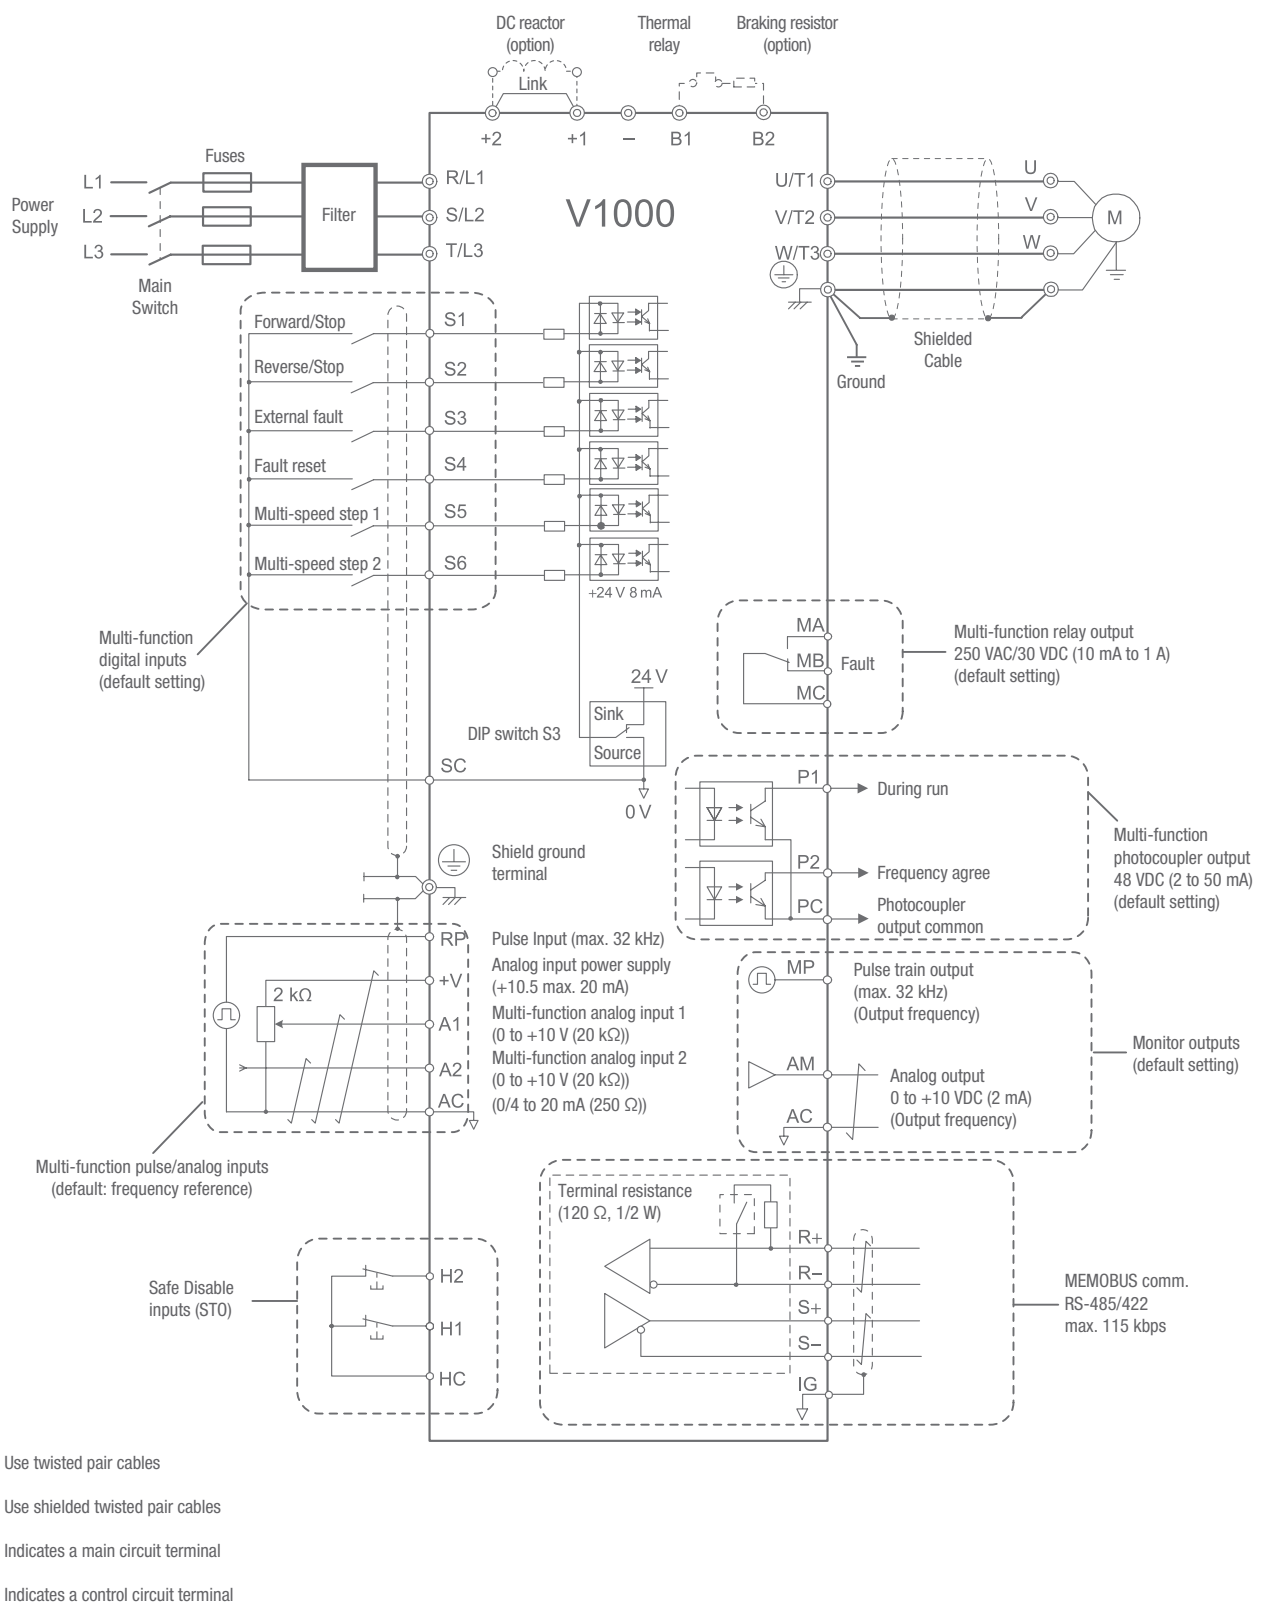 DC reactor
(option)
Thermal
relay
Braking resistor
(option)
Link
+2
+1
–
B1
B2
Power
Supply
L1
L2
L3
Fuses
Main
Switch
Filter
R/L1
S/L2
T/L3
V1000
U/T1
V/T2
W/T3
U
V
W
M
Shielded
Cable
Ground
Forward/Stop
S1
Reverse/Stop
S2
External fault
S3
Fault reset
S4
Multi-speed step 1
S5
Multi-speed step 2
S6
+24 V 8 mA
Multi-function
digital inputs
(default setting)
24 V
Sink
DIP switch S3
Source
SC
0 V
MA
MB
MC
Fault
Multi-function relay output
250 VAC/30 VDC (10 mA to 1 A)
(default setting)
P1
During run
P2
Frequency agree
PC
Photocoupler
output common
Multi-function
photocoupler output
48 VDC (2 to 50 mA)
(default setting)
Shield ground
terminal
RP
Pulse Input (max. 32 kHz)
+V
Analog input power supply
(+10.5 max. 20 mA)
2 kΩ
A1
Multi-function analog input 1
(0 to +10 V (20 kΩ))
A2
Multi-function analog input 2
(0 to +10 V (20 kΩ))
AC
(0/4 to 20 mA (250 Ω))
Multi-function pulse/analog inputs
(default: frequency reference)
MP
Pulse train output
(max. 32 kHz)
(Output frequency)
AM
Analog output
0 to +10 VDC (2 mA)
(Output frequency)
AC
Monitor outputs
(default setting)
Terminal resistance
(120 Ω, 1/2 W)
R+
R–
S+
S–
IG
MEMOBUS comm.
RS-485/422
max. 115 kbps
Safe Disable
inputs (STO)
H2
H1
HC
Use twisted pair cables
Use shielded twisted pair cables
Indicates a main circuit terminal
Indicates a control circuit terminal